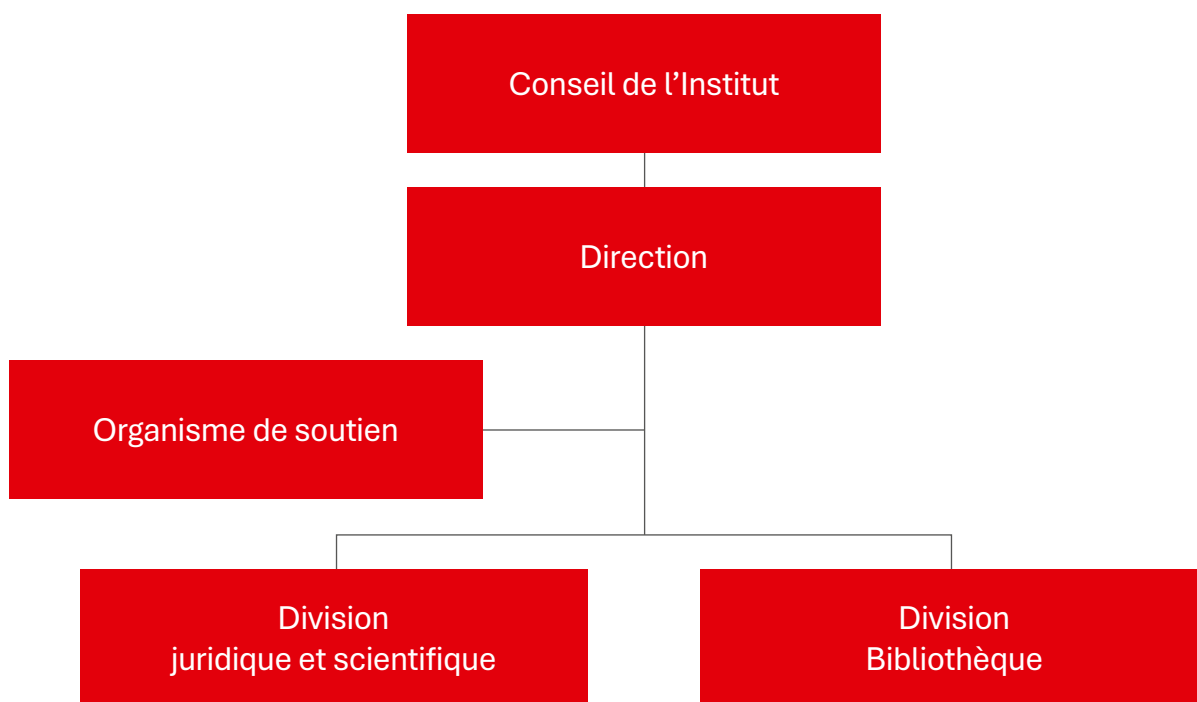 Conseil de l’Institut
Direction
Organisme de soutien
Division
juridique et scientifique
Division
Bibliothèque